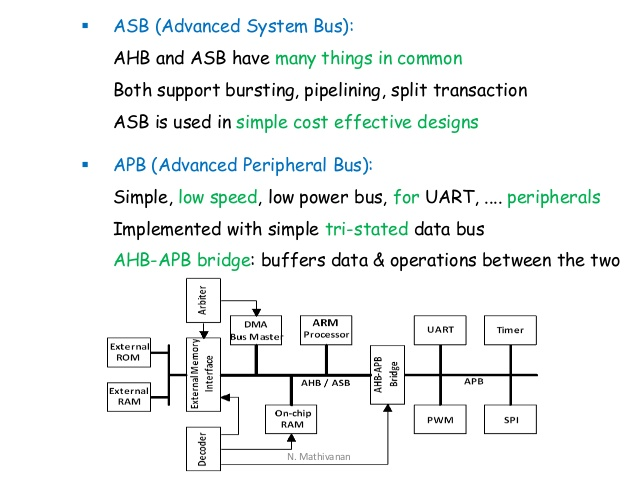 ▪ ASB (Advanced System Bus):
AHB and ASB have many things in common
Both support bursting, pipelining, split transaction
ASB is used in simple cost effective designs
▪ APB (Advanced Peripheral Bus):
Simple, low speed, low power bus, for UART, .... peripherals
Implemented with simple tri-stated data bus
AHB-APB bridge: buffers data & operations between the two
Arbiter
DMA
Bus Master
ARM
Processor
UART
Timer
External
ROM
External Memory
Interface
AHB-APB
Bridge
AHB / ASB
APB
External
RAM
On-chip
RAM
PWM
SPI
Decoder
N. Mathivanan